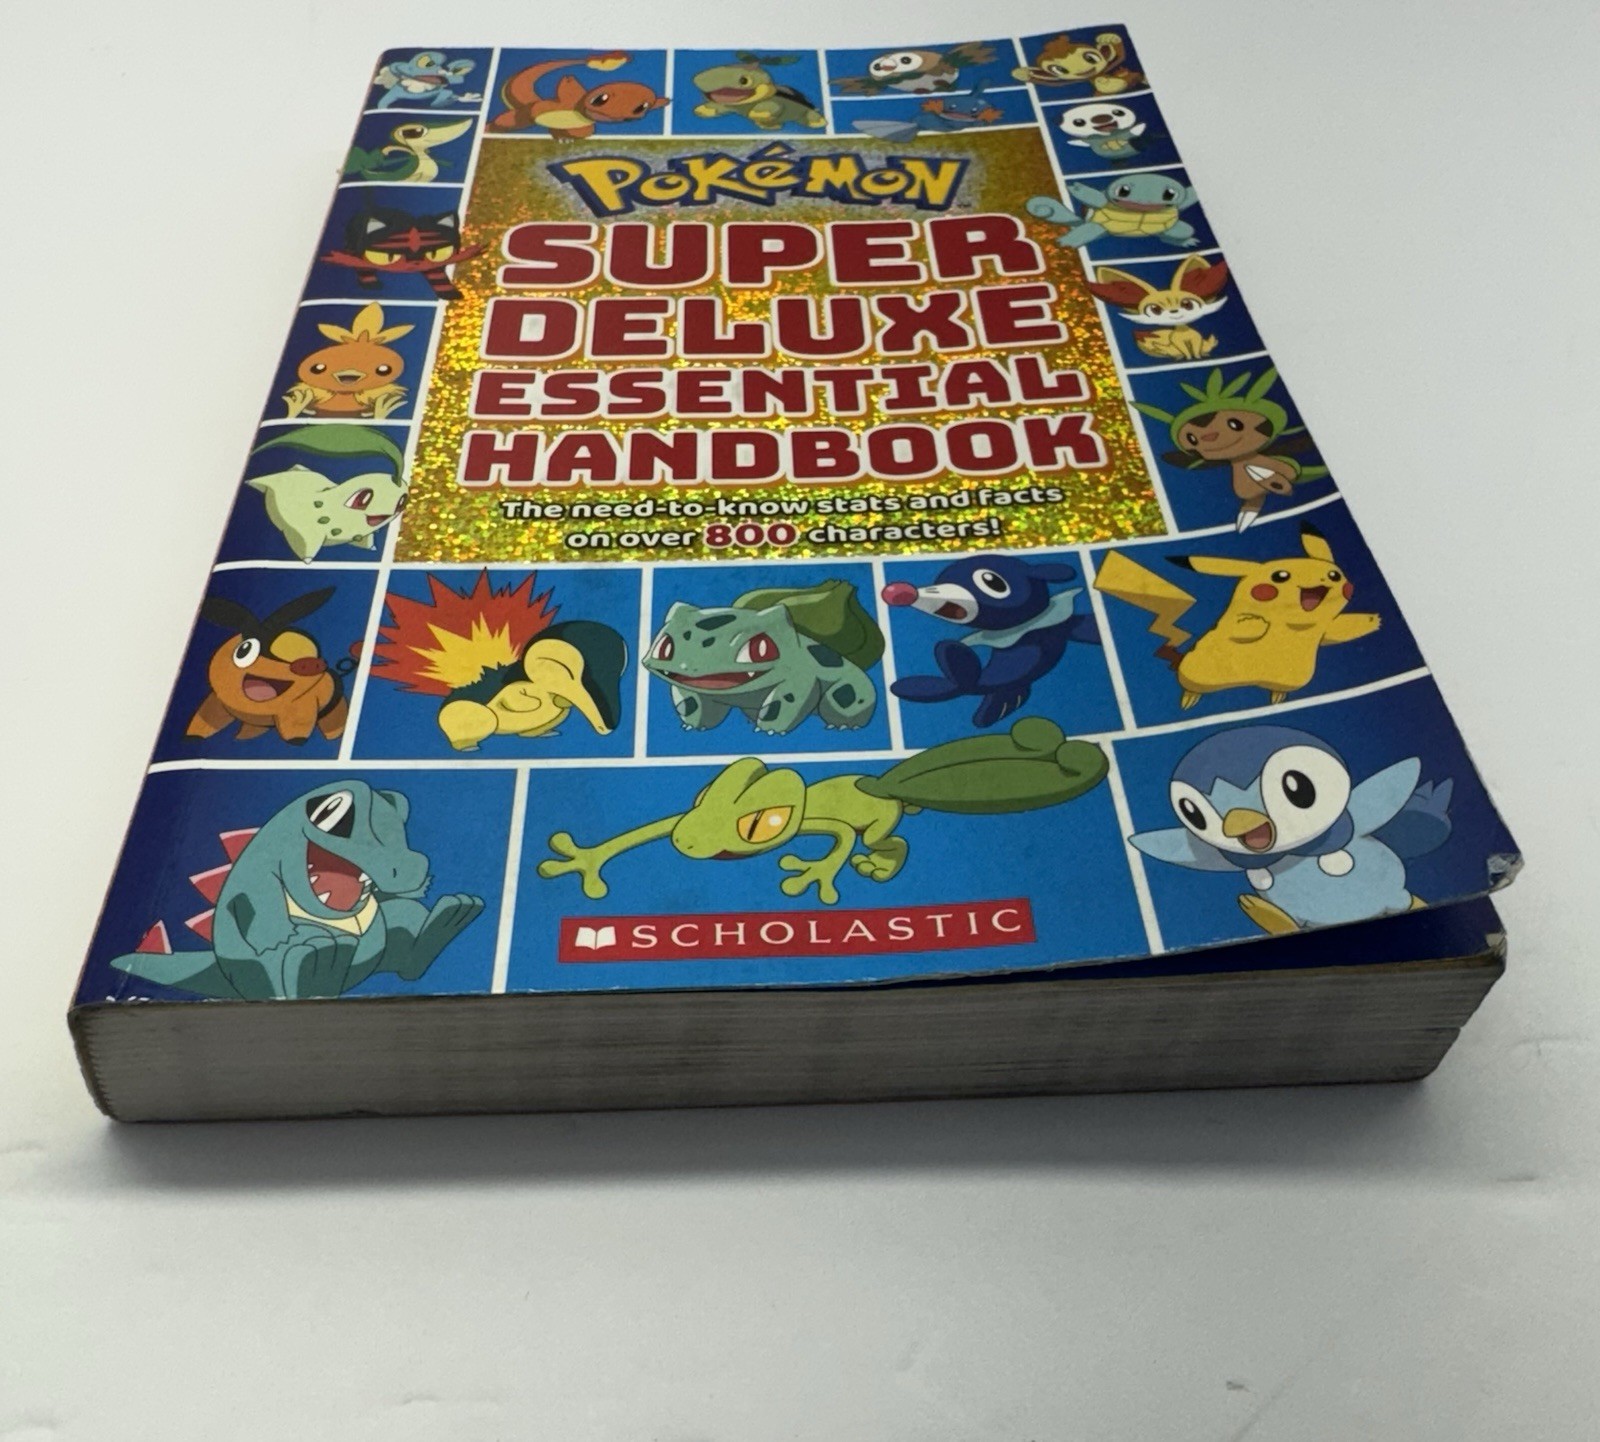 POKéMON
SUPER
DELUXE
ESSENTIAL
HANDBOOK
The need-to-know stats and facts
on over 800 characters!
SCHOLASTIC